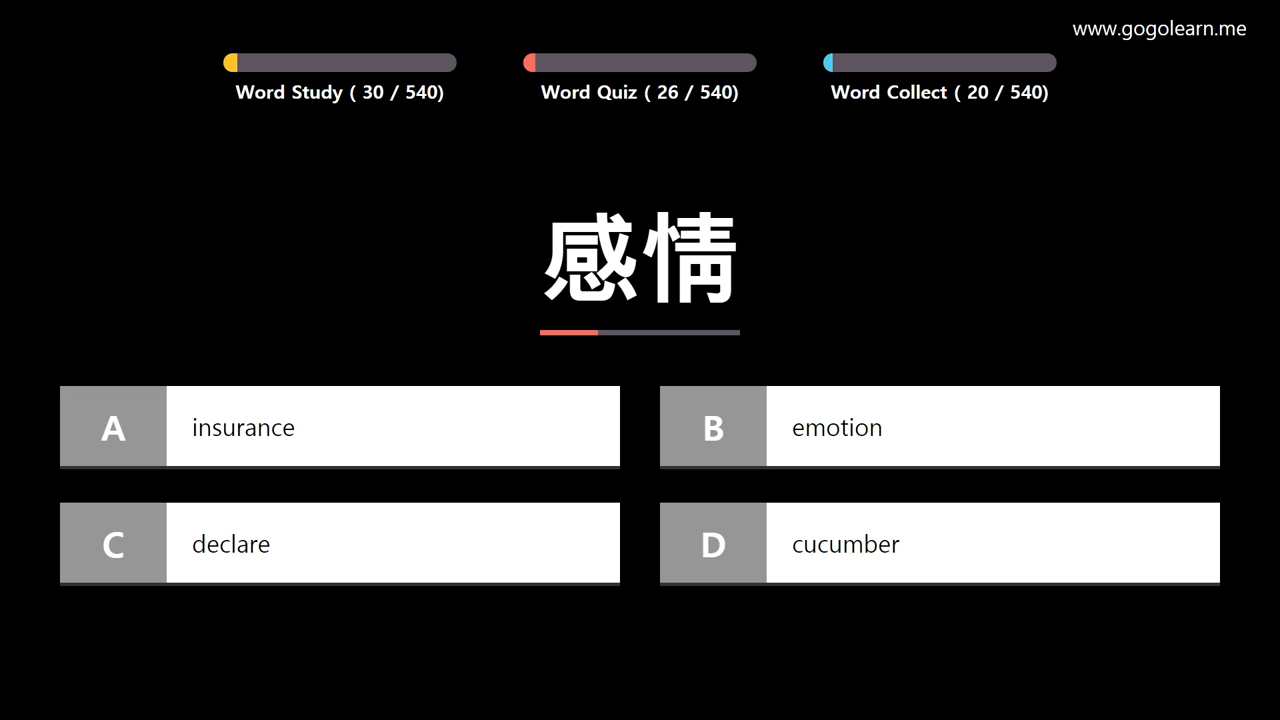 www.gogolearn.me
Word Study ( 30 / 540)
Word Quiz ( 26 / 540)
Word Collect ( 20 / 540)
感情
A insurance
B emotion
C declare
D cucumber